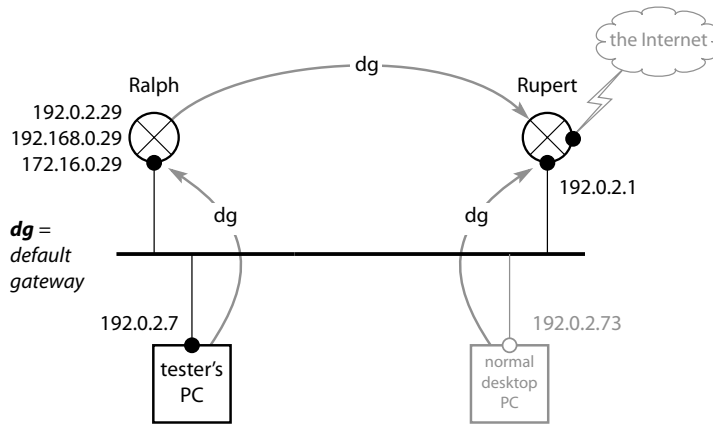 the Internet
dg
Ralph
Rupert
192.0.2.29
192.168.0.29
172.16.0.29
192.0.2.1
dg
dg
dg =
default
gateway
192.0.2.7
192.0.2.73
tester's
PC
normal
desktop
PC